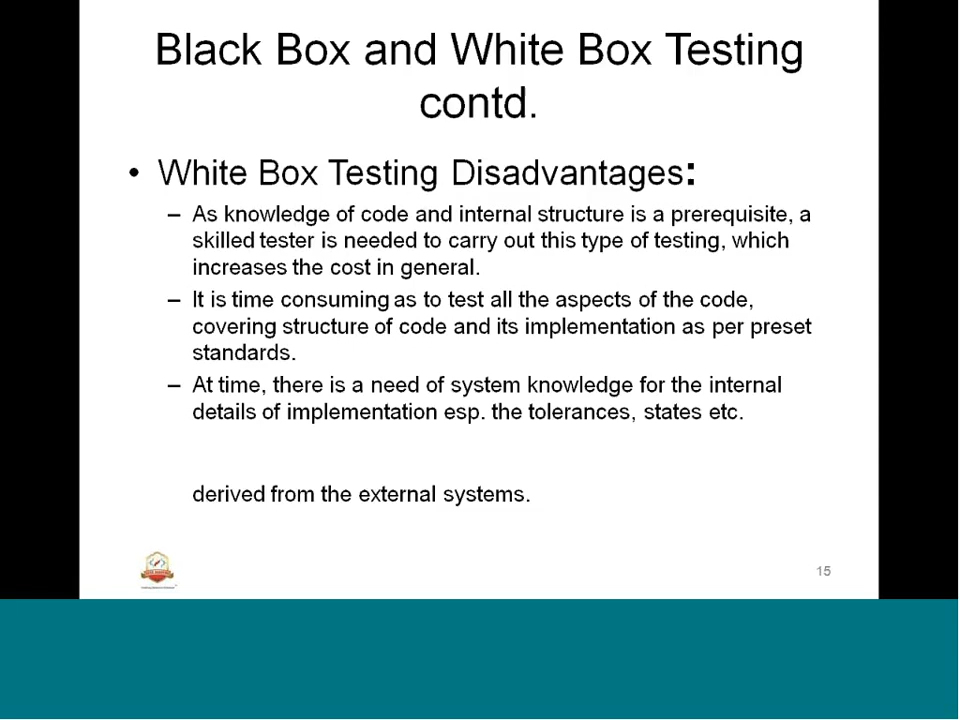 Black Box and White Box Testing
contd.
• White Box Testing Disadvantages:
– As knowledge of code and internal structure is a prerequisite, a
skilled tester is needed to carry out this type of testing, which
increases the cost in general.
– It is time consuming as to test all the aspects of the code,
covering structure of code and its implementation as per preset
standards.
– At time, there is a need of system knowledge for the internal
details of implementation esp. the tolerances, states etc.
derived from the external systems.
15